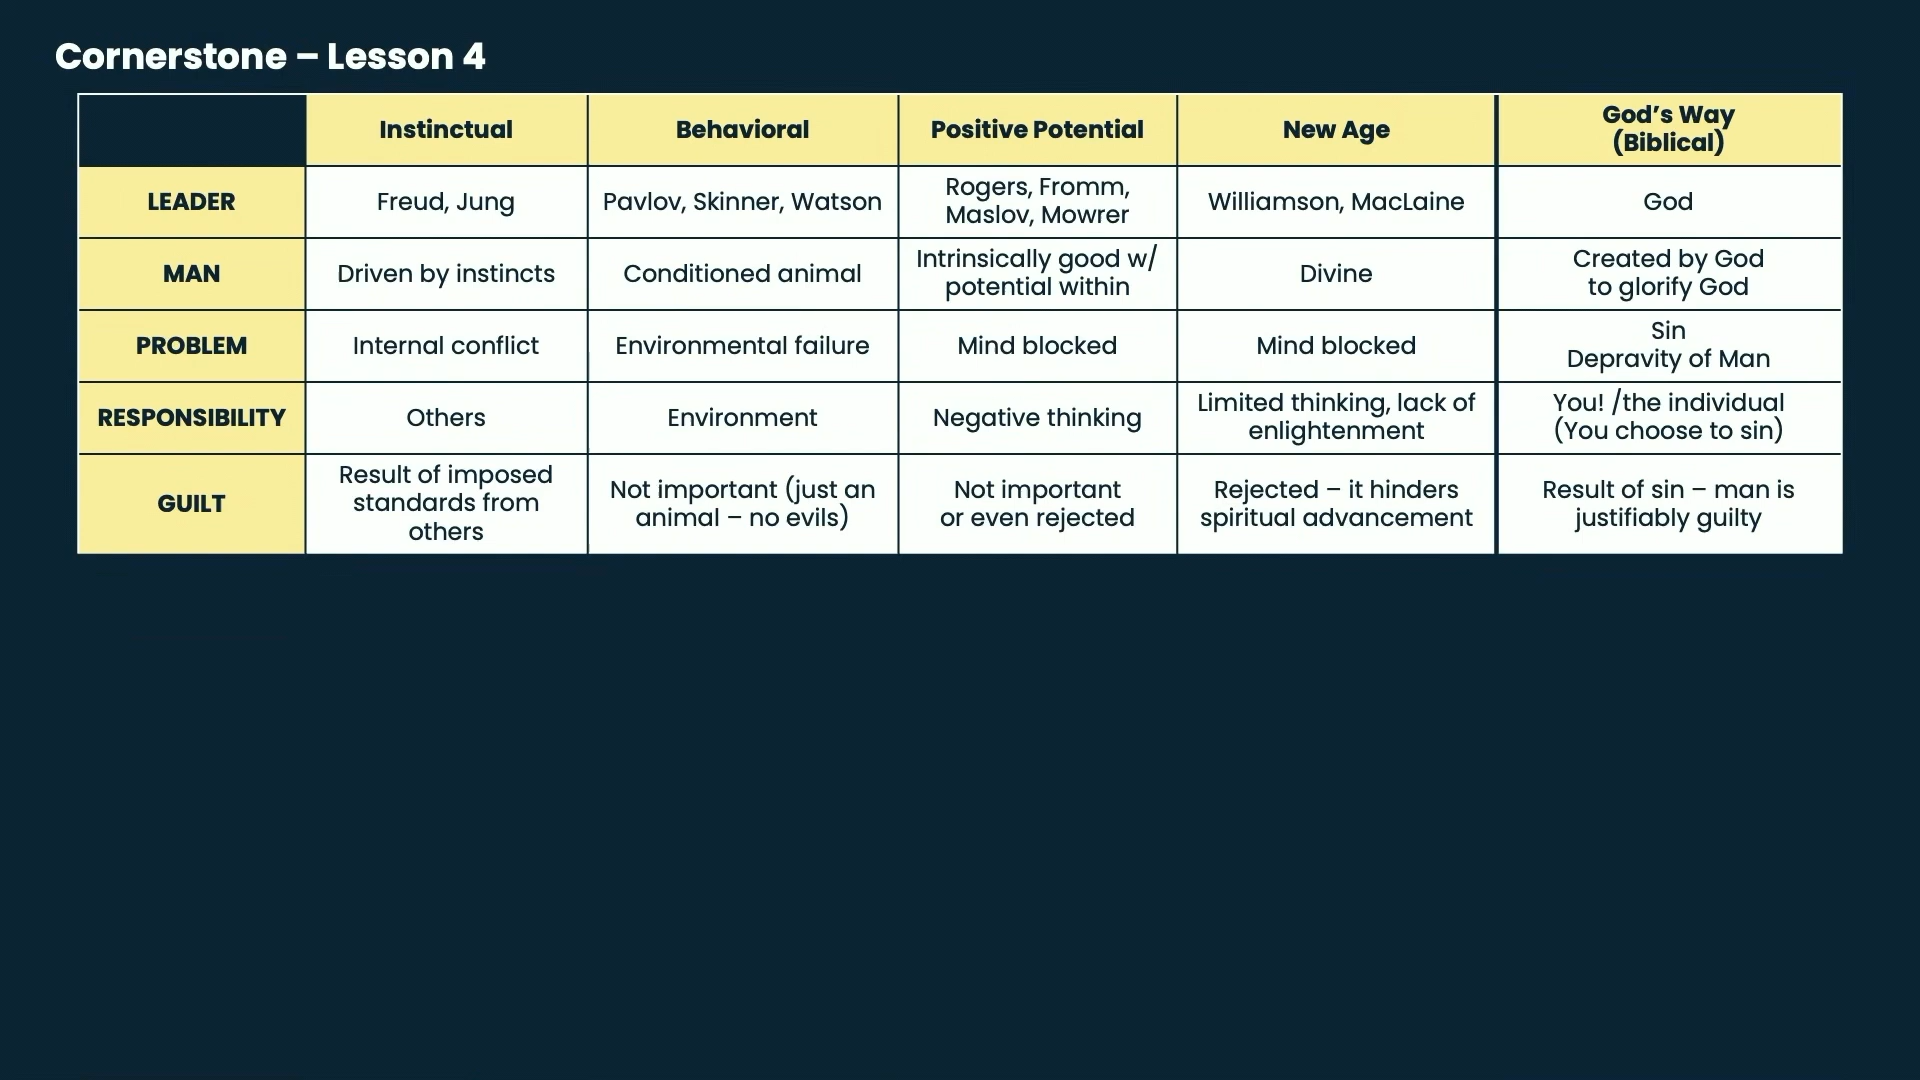 Cornerstone – Lesson 4
Instinctual
Behavioral
Positive Potential
New Age
God’s Way
(Biblical)
LEADER
Freud, Jung
Pavlov, Skinner, Watson
Rogers, Fromm,
Maslov, Mowrer
Williamson, MacLaine
God
MAN
Driven by instincts
Conditioned animal
Intrinsically good w/
potential within
Divine
Created by God
to glorify God
PROBLEM
Internal conflict
Environmental failure
Mind blocked
Mind blocked
Sin
Depravity of Man
RESPONSIBILITY
Others
Environment
Negative thinking
Limited thinking, lack of
enlightenment
You! /the individual
(You choose to sin)
GUILT
Result of imposed
standards from
others
Not important (just an
animal – no evils)
Not important
or even rejected
Rejected – it hinders
spiritual advancement
Result of sin – man is
justifiably guilty